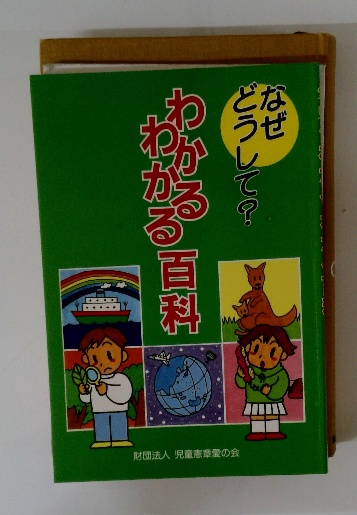 なぜ
どうして?
わかる
わかる
百科
財団法人 児童憲章愛の会